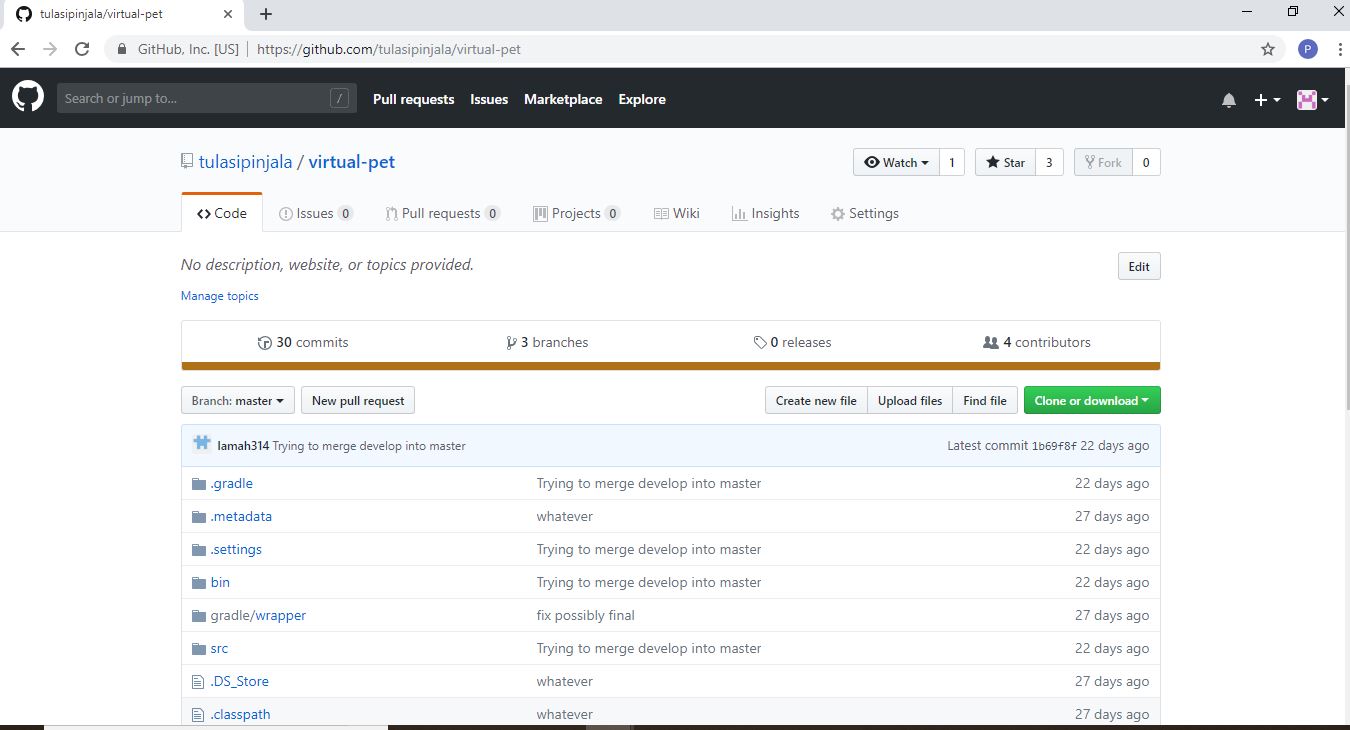 tulasipinjala/virtual-pet
GitHub, Inc. [US] | https://github.com/tulasipinjala/virtual-pet P
Search or jump to... / Pull requests Issues Marketplace Explore
tulasipinjala / virtual-pet Watch 1 Star 3 Fork 0
Code Issues 0 Pull requests 0 Projects 0 Wiki Insights Settings
No description, website, or topics provided. Edit
Manage topics
30 commits 3 branches 0 releases 4 contributors
Branch: master New pull request Create new file Upload files Find file Clone or download
lamah314 Trying to merge develop into master Latest commit 1b69f8f 22 days ago
.gradle Trying to merge develop into master 22 days ago
.metadata whatever 27 days ago
.settings Trying to merge develop into master 22 days ago
bin Trying to merge develop into master 22 days ago
gradle/wrapper fix possibly final 27 days ago
src Trying to merge develop into master 22 days ago
.DS_Store whatever 27 days ago
.classpath whatever 27 days ago